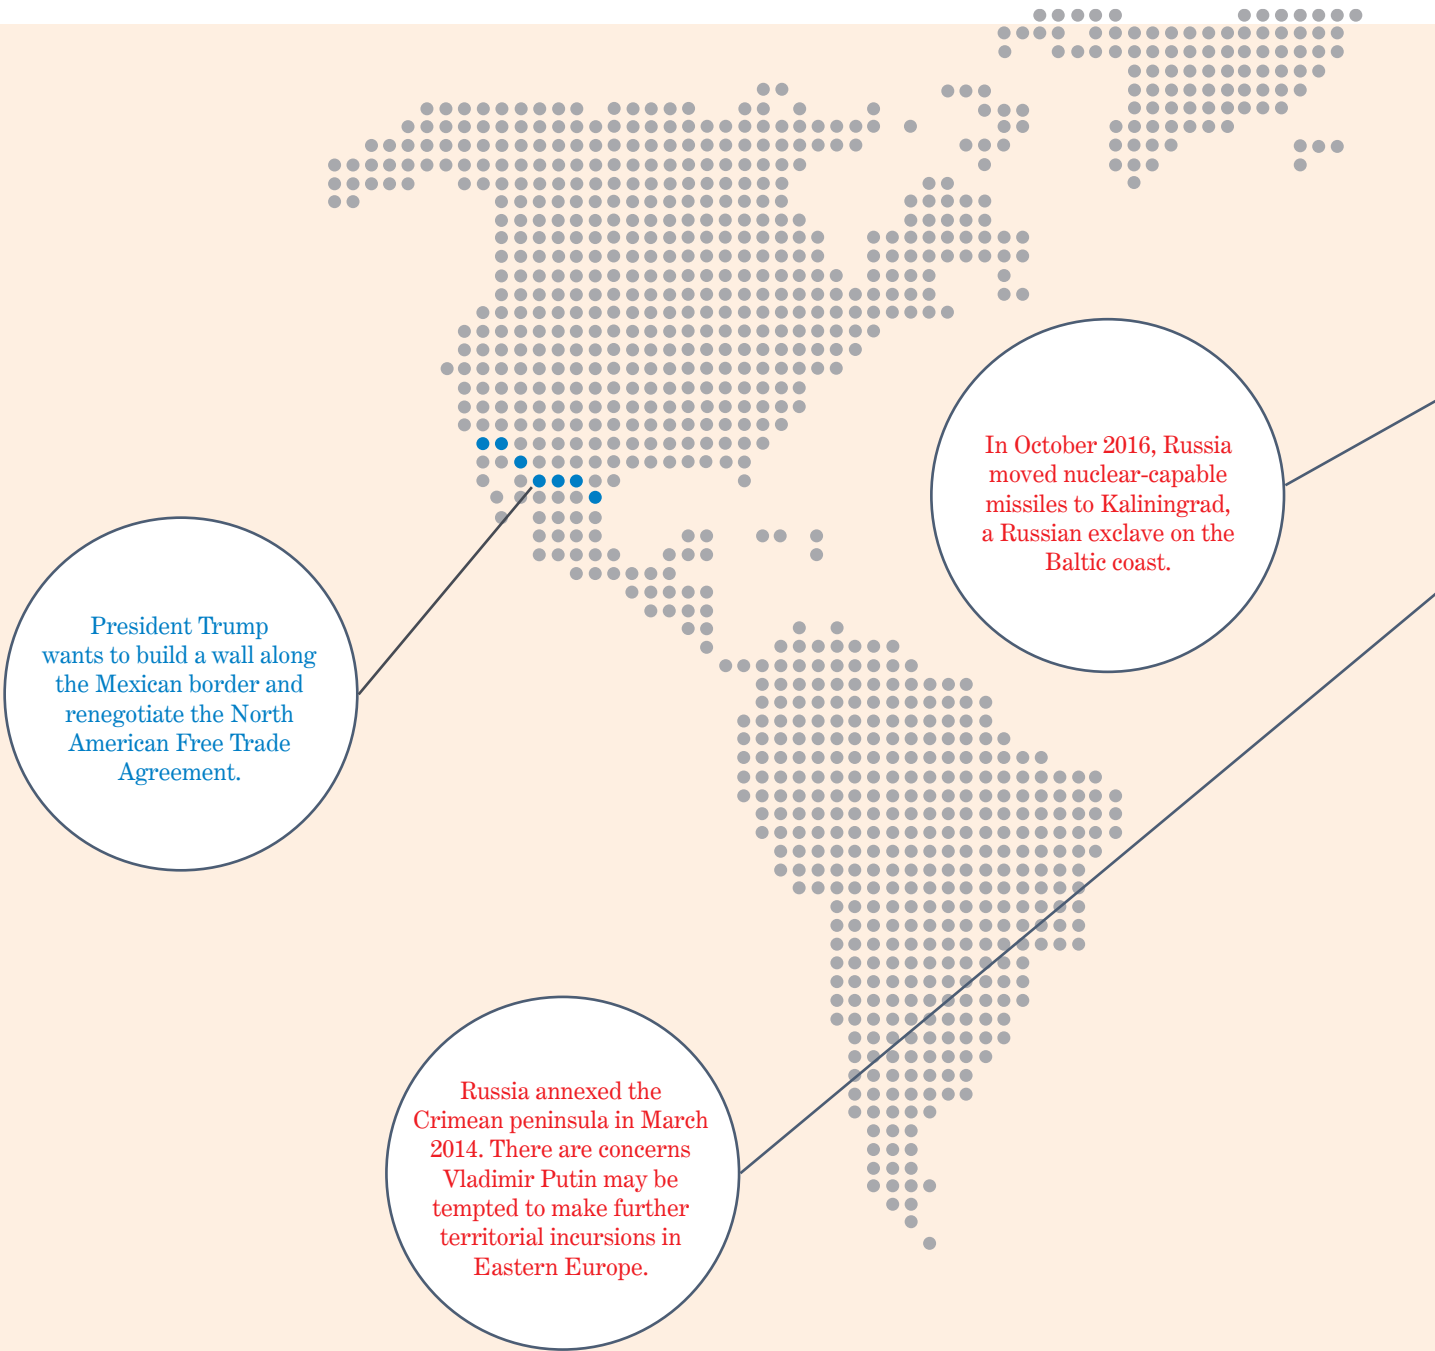 In October 2016, Russia
moved nuclear-capable
missiles to Kaliningrad,
a Russian exclave on the
Baltic coast.
President Trump
wants to build a wall along
the Mexican border and
renegotiate the North
American Free Trade
Agreement.
Russia annexed the
Crimean peninsula in March
2014. There are concerns
Vladimir Putin may be
tempted to make further
territorial incursions in
Eastern Europe.